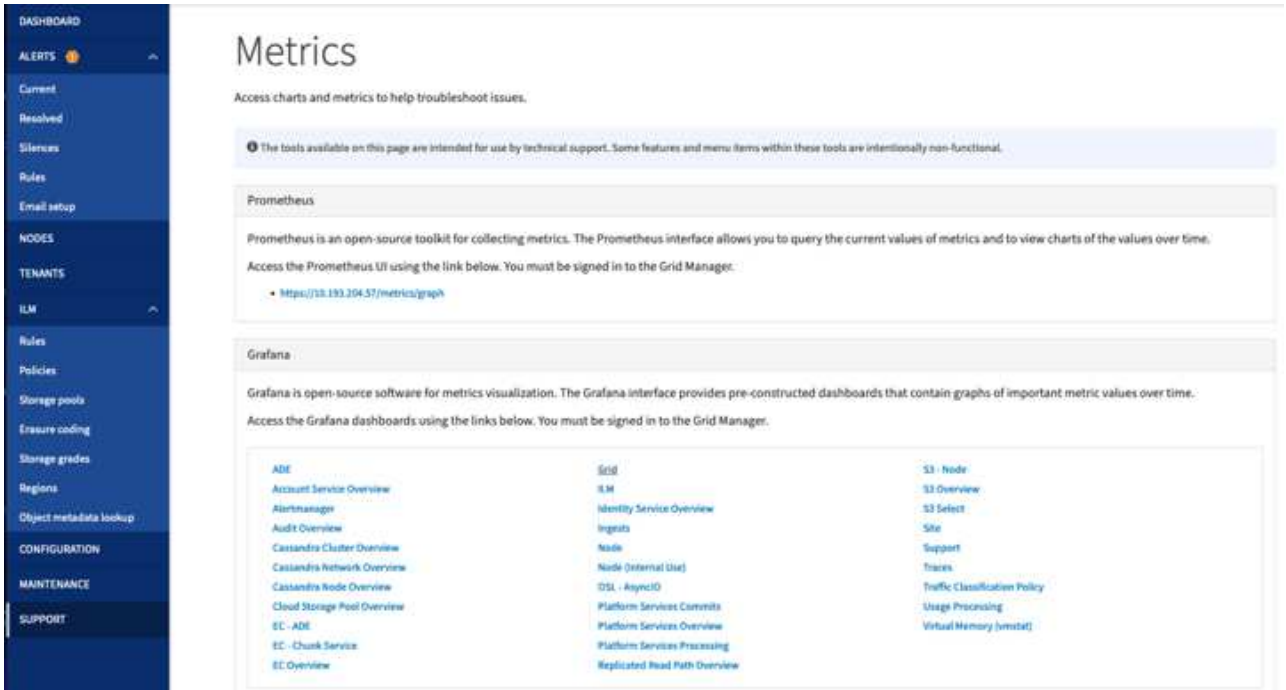 DASHBOARD
ALERTS 1
Current
Resolved
Silences
Rules
Email setup
NODES
TENANTS
ILM
Rules
Policies
Storage pools
Erasure coding
Storage grades
Regions
Object metadata lookup
CONFIGURATION
MAINTENANCE
SUPPORT
Metrics
Access charts and metrics to help troubleshoot issues.
The tools available on this page are intended for use by technical support. Some features and menu items within these tools are intentionally non-functional.
Prometheus
Prometheus is an open-source toolkit for collecting metrics. The Prometheus interface allows you to query the current values of metrics and to view charts of the values over time.
Access the Prometheus UI using the link below. You must be signed in to the Grid Manager.
• https://10.193.204.57/metrics/graph
Grafana
Grafana is open-source software for metrics visualization. The Grafana interface provides pre-constructed dashboards that contain graphs of important metric values over time.
Access the Grafana dashboards using the links below. You must be signed in to the Grid Manager.
ADE
Account Service Overview
Alertmanager
Audit Overview
Cassandra Cluster Overview
Cassandra Network Overview
Cassandra Node Overview
Cloud Storage Pool Overview
EC - ADE
EC - Chunk Service
EC Overview
Grid
ILM
Identity Service Overview
Ingests
Node
Node (Internal Use)
OSL - AsyncIO
Platform Services Commits
Platform Services Overview
Platform Services Processing
Replicated Read Path Overview
S3 - Node
S3 Overview
S3 Select
Site
Support
Traces
Traffic Classification Policy
Usage Processing
Virtual Memory (vmstat)